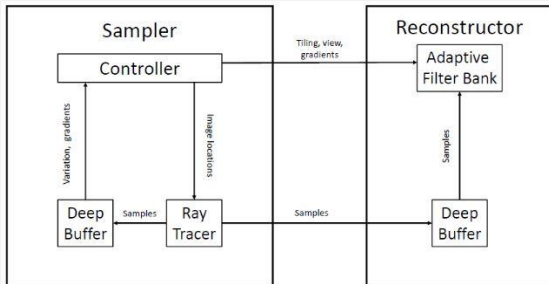 Sampler
Controller
Variation, gradients
Image locations
Deep
Buffer
Samples
Ray
Tracer
Tiling, view,
gradients
Samples
Reconstructor
Adaptive
Filter Bank
Samples
Deep
Buffer